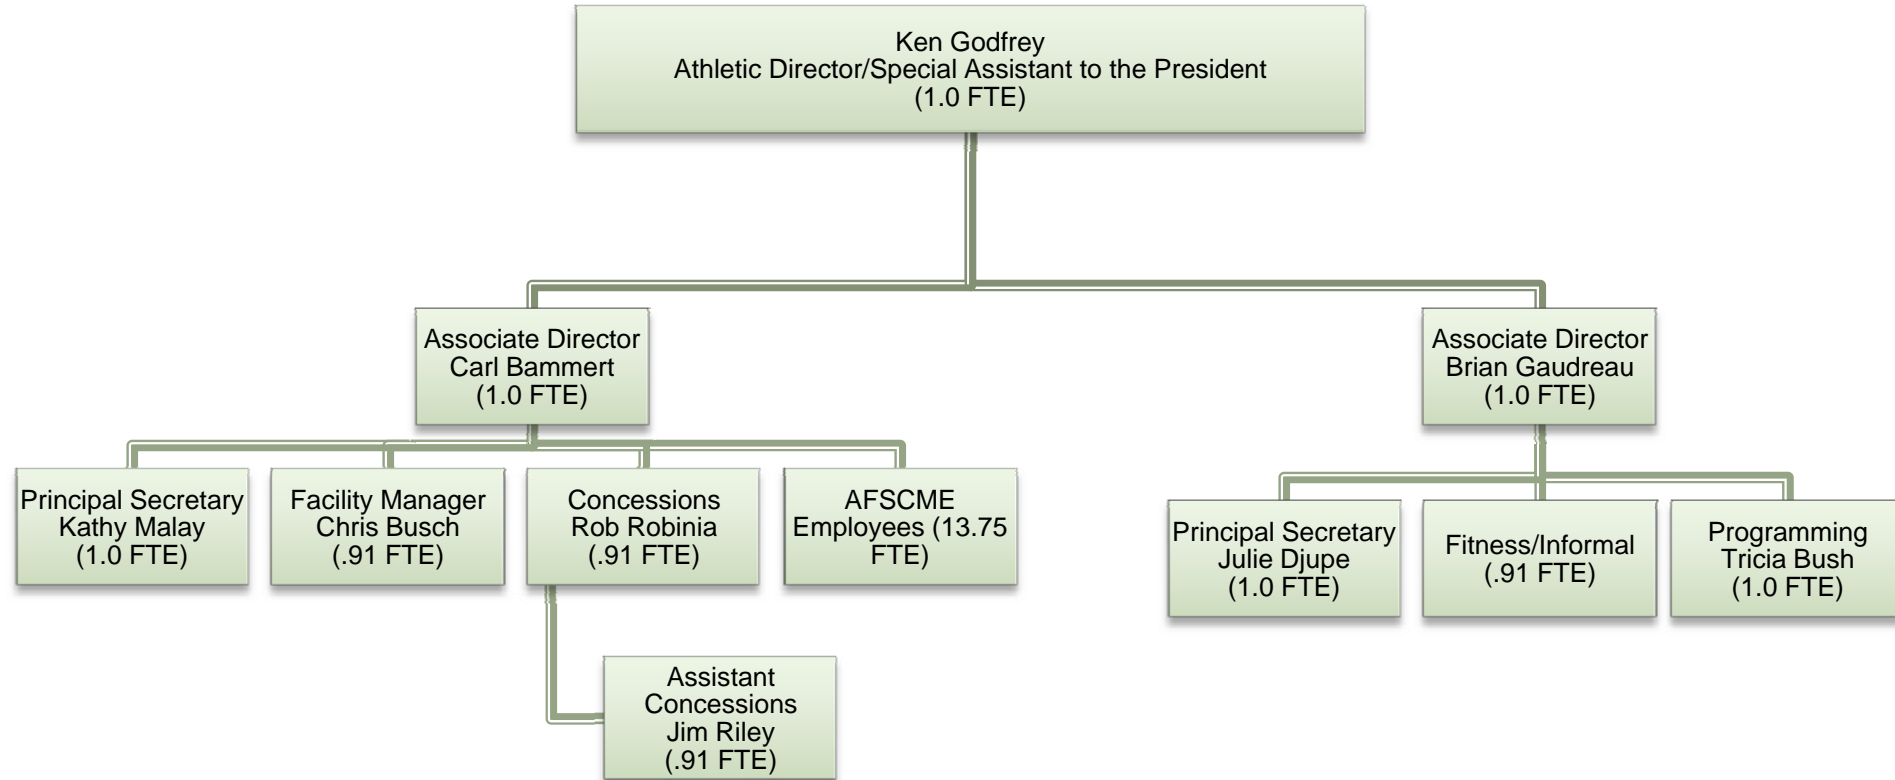 Ken Godfrey
Athletic Director/Special Assistant to the President
(1.0 FTE)
Associate Director
Carl Bammert
(1.0 FTE)
Associate Director
Brian Gaudreau
(1.0 FTE)
Principal Secretary
Kathy Malay
(1.0 FTE)
Facility Manager
Chris Busch
(.91 FTE)
Concessions
Rob Robinia
(.91 FTE)
AFSCME
Employees (13.75
FTE)
Principal Secretary
Julie Djupe
(1.0 FTE)
Fitness/Informal
(.91 FTE)
Programming
Tricia Bush
(1.0 FTE)
Assistant
Concessions
Jim Riley
(.91 FTE)